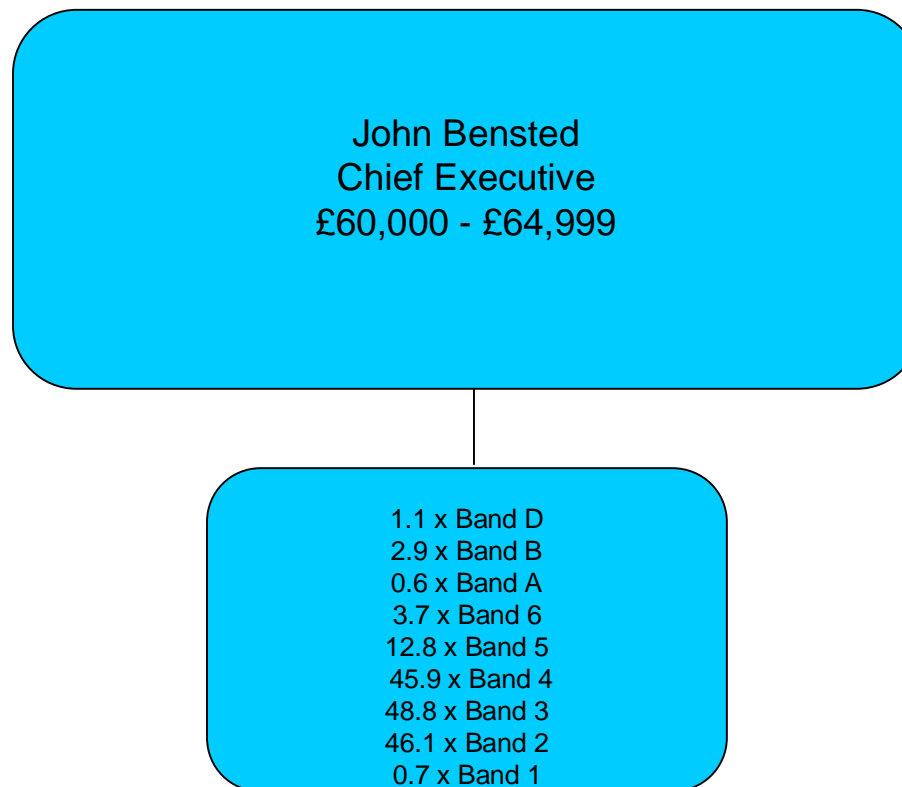 John Bensted
Chief Executive
£60,000 - £64,999
1.1 x Band D
2.9 x Band B
0.6 x Band A
3.7 x Band 6
12.8 x Band 5
45.9 x Band 4
48.8 x Band 3
46.1 x Band 2
0.7 x Band 1